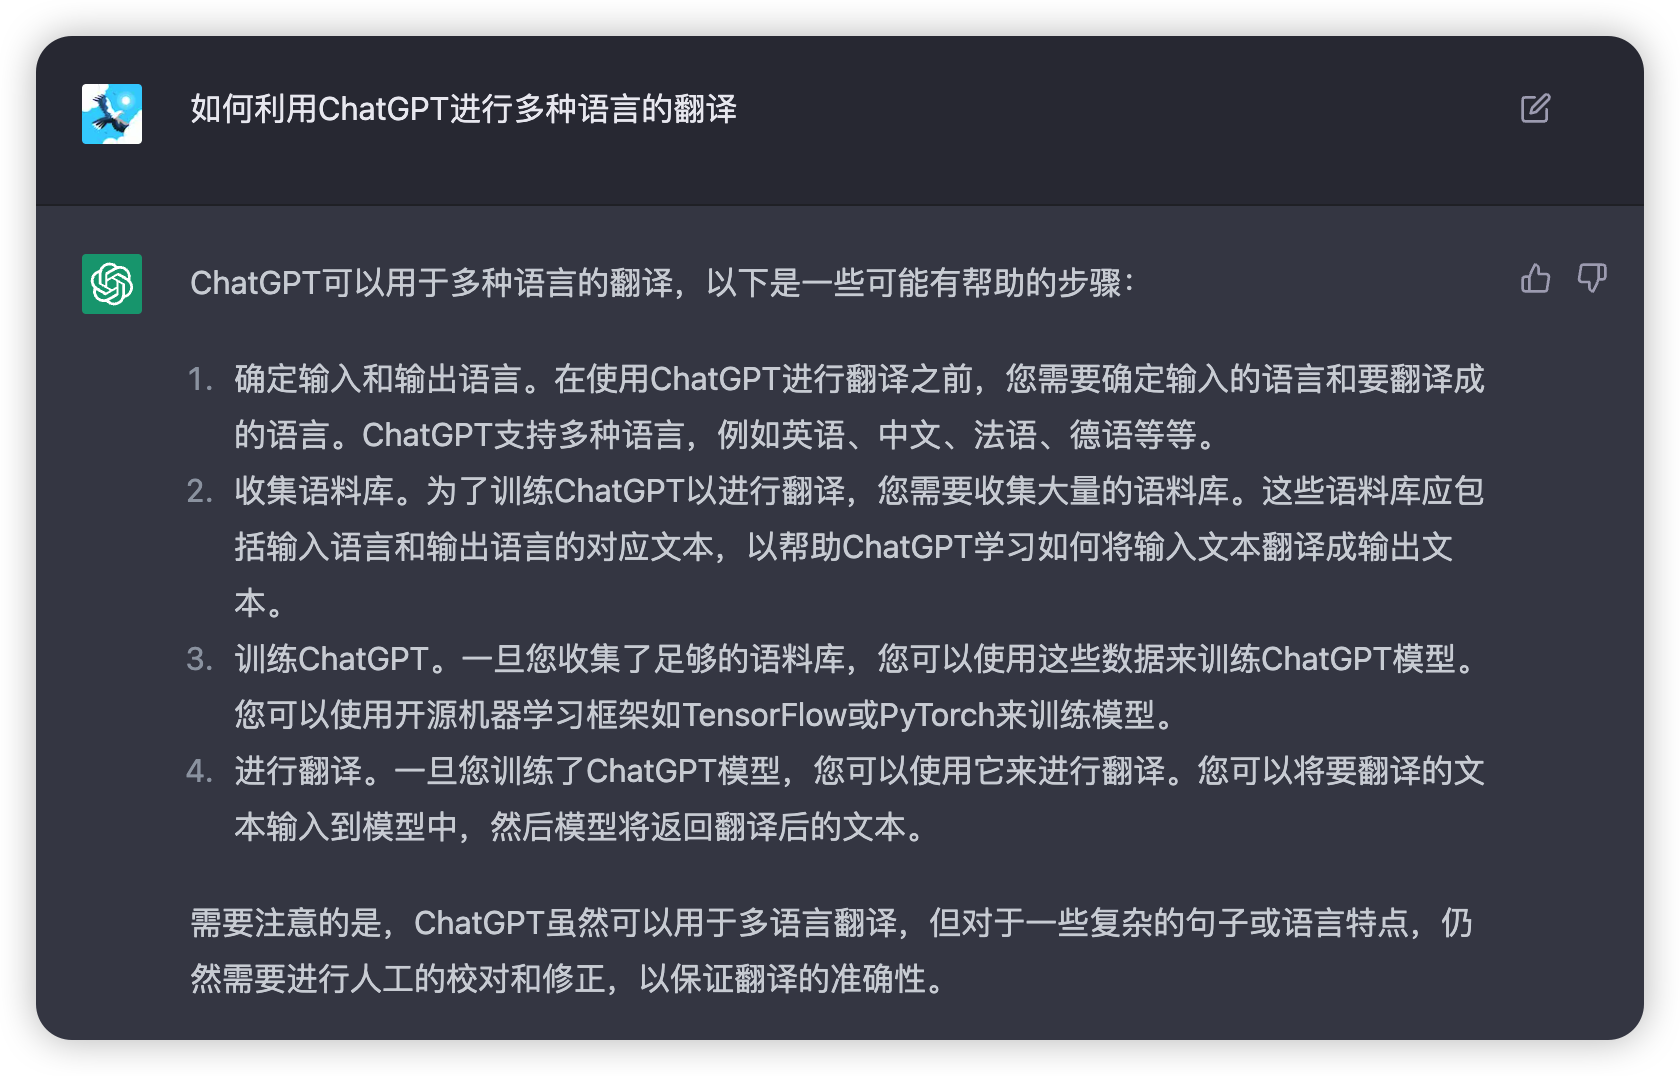 如何利用ChatGPT进行多种语言的翻译
ChatGPT可以用于多种语言的翻译，以下是一些可能有帮助的步骤：
1. 确定输入和输出语言。在使用ChatGPT进行翻译之前，您需要确定输入的语言和要翻译成
的语言。ChatGPT支持多种语言，例如英语、中文、法语、德语等等。
2. 收集语料库。为了训练ChatGPT以进行翻译，您需要收集大量的语料库。这些语料库应包
括输入语言和输出语言的对应文本，以帮助ChatGPT学习如何将输入文本翻译成输出文
本。
3. 训练ChatGPT。一旦您收集了足够的语料库，您可以使用这些数据来训练ChatGPT模型。
您可以使用开源机器学习框架如TensorFlow或PyTorch来训练模型。
4. 进行翻译。一旦您训练了ChatGPT模型，您可以使用它来进行翻译。您可以将要翻译的文
本输入到模型中，然后模型将返回翻译后的文本。
需要注意的是，ChatGPT虽然可以用于多语言翻译，但对于一些复杂的句子或语言特点，仍
然需要进行人工的校对和修正，以保证翻译的准确性。